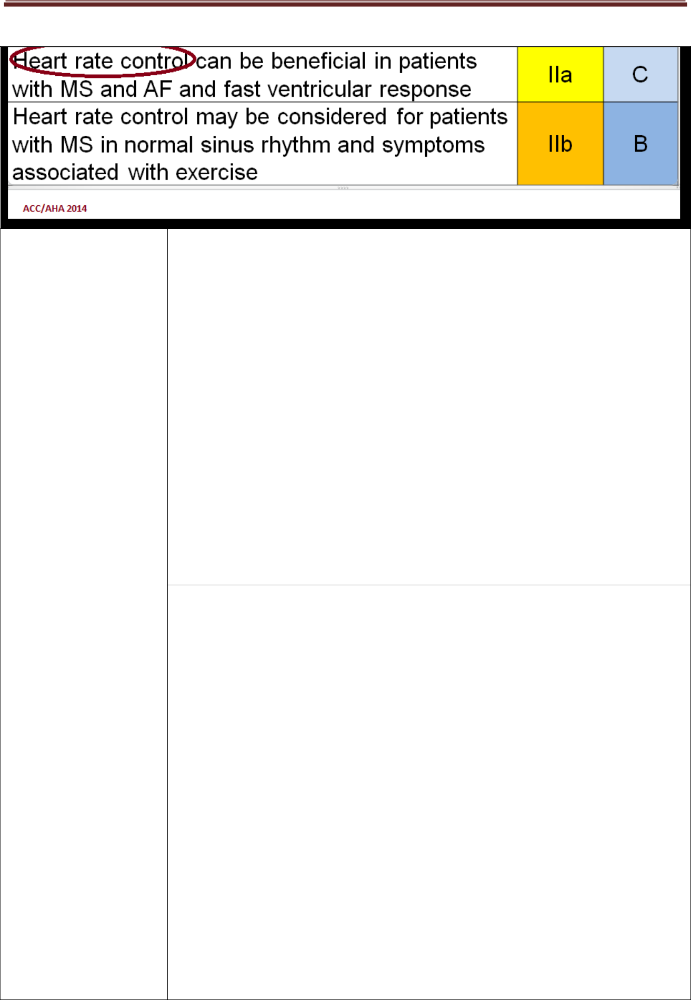 Heart rate control can be beneficial in patients
with MS and AF and fast ventricular response
IIa
C
Heart rate control may be considered for patients
with MS in normal sinus rhythm and symptoms
associated with exercise
IIb
B
ACC/AHA 2014